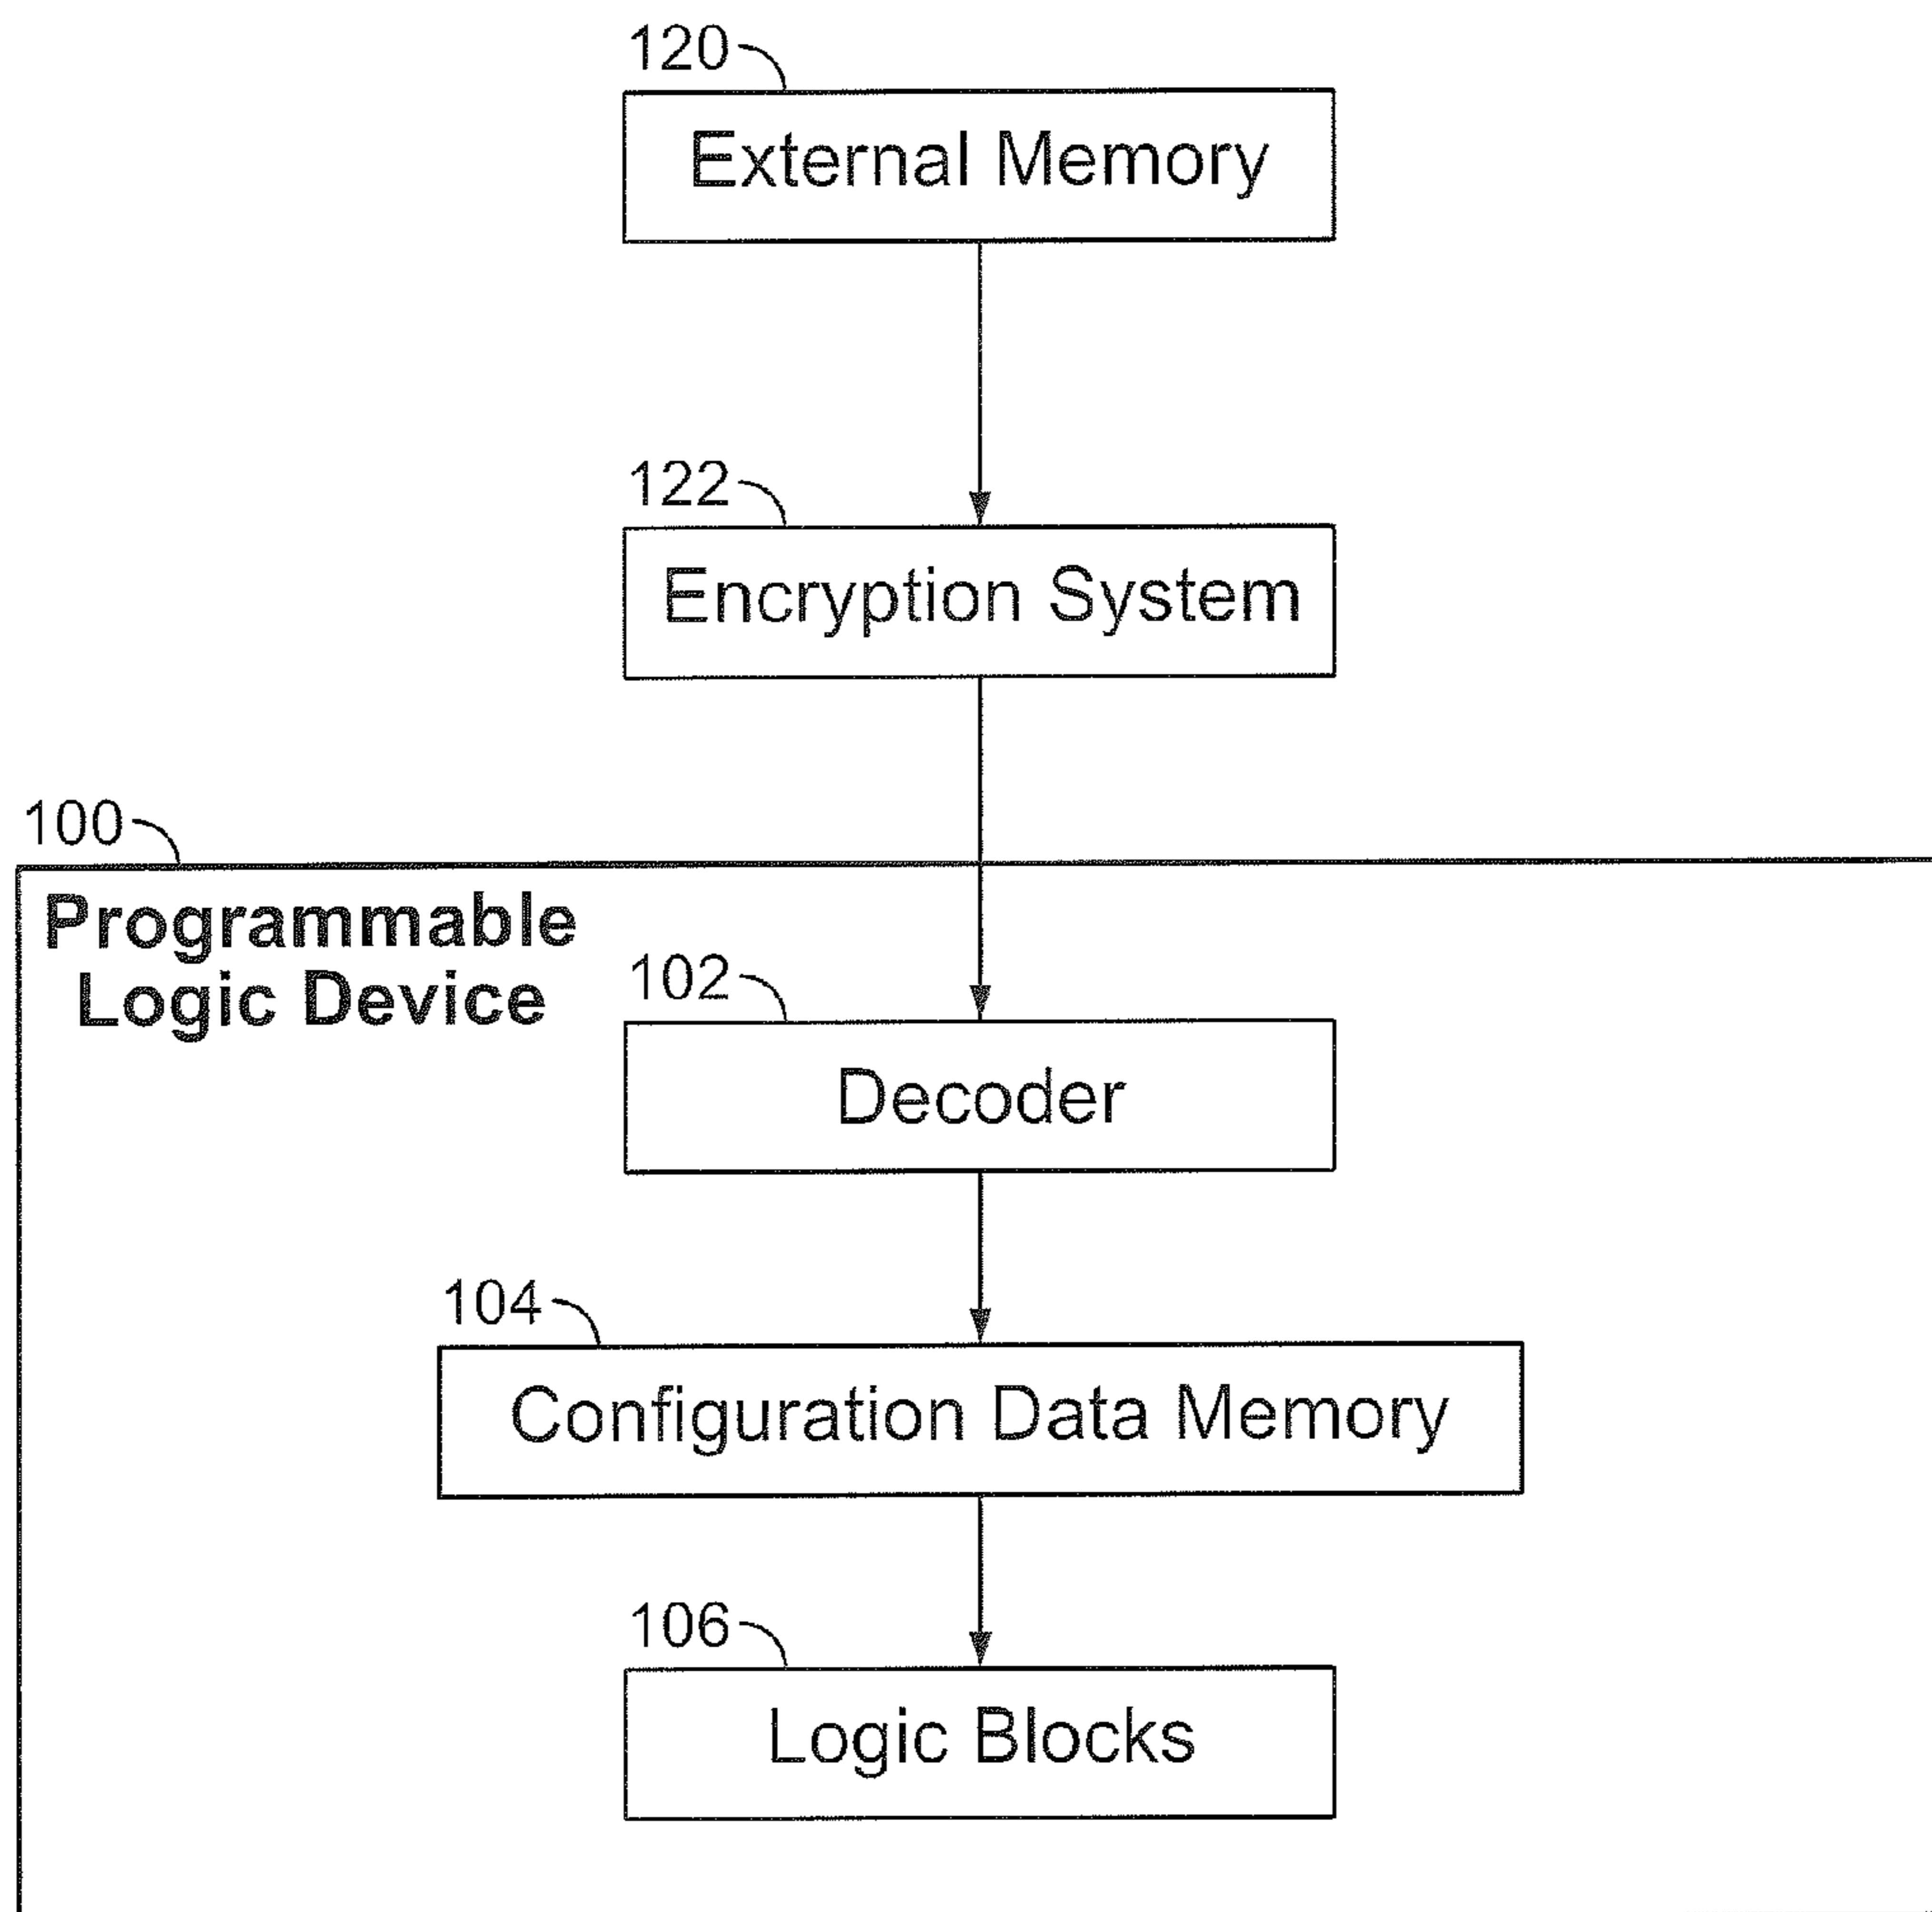 120
External Memory
122
Encryption System
100
Programmable
Logic Device
102
Decoder
104
Configuration Data Memory
106
Logic Blocks